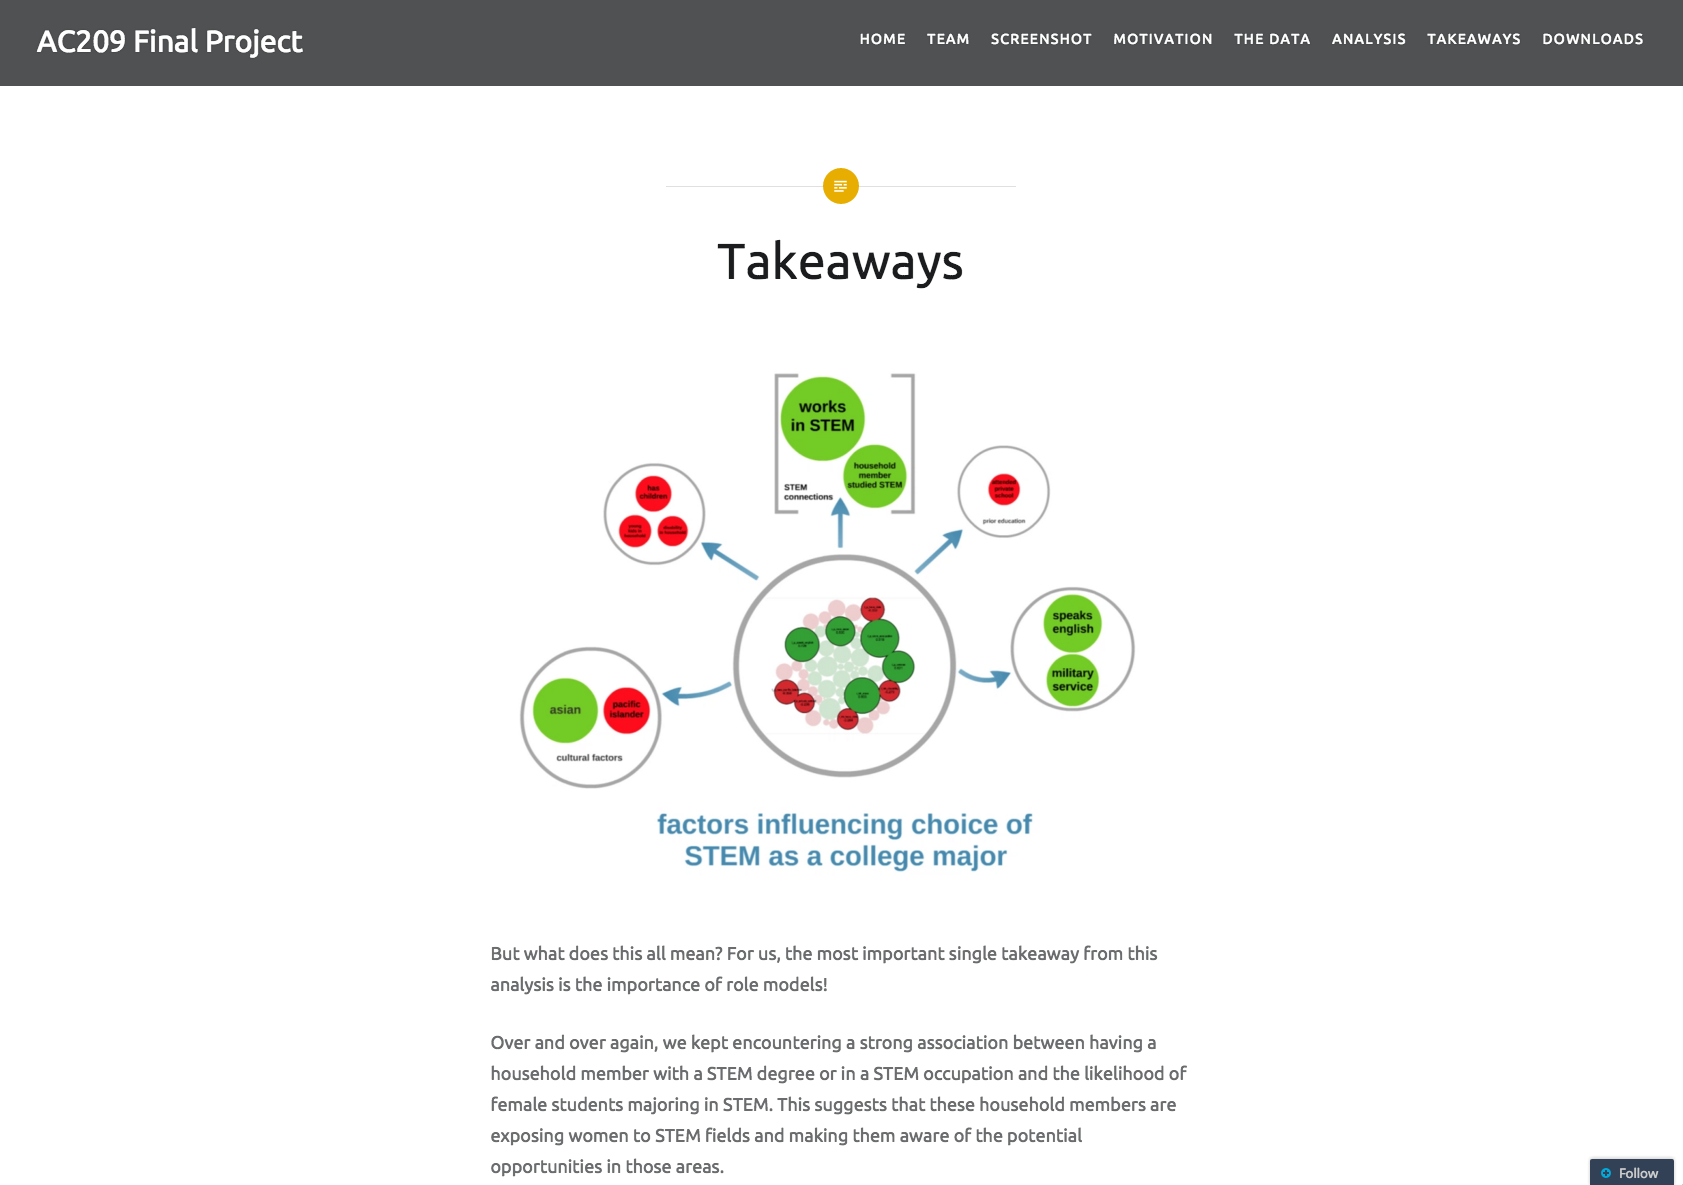 AC209 Final Project
HOME TEAM SCREENSHOT MOTIVATION THE DATA ANALYSIS TAKEAWAYS DOWNLOADS
Takeaways
works
in STEM
household
member
studied STEM
STEM
connections
has
children
attended
private
school
prior education
speaks
english
military
service
asian
pacific
islander
cultural factors
factors influencing choice of
STEM as a college major
But what does this all mean? For us, the most important single takeaway from this
analysis is the importance of role models!
Over and over again, we kept encountering a strong association between having a
household member with a STEM degree or in a STEM occupation and the likelihood of
female students majoring in STEM. This suggests that these household members are
exposing women to STEM fields and making them aware of the potential
opportunities in those areas.
Follow